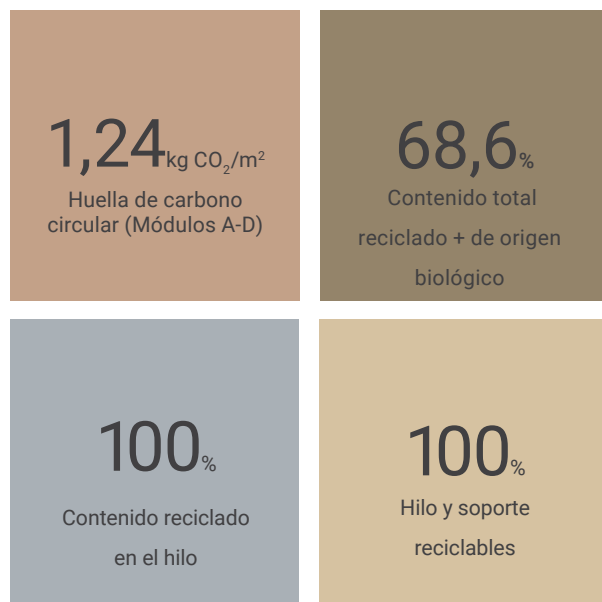 1,24kg CO₂/m²
Huella de carbono
circular (Módulos A-D)
68,6%
Contenido total
reciclado + de origen
biológico
100%
Contenido reciclado
en el hilo
100%
Hilo y soporte
reciclables